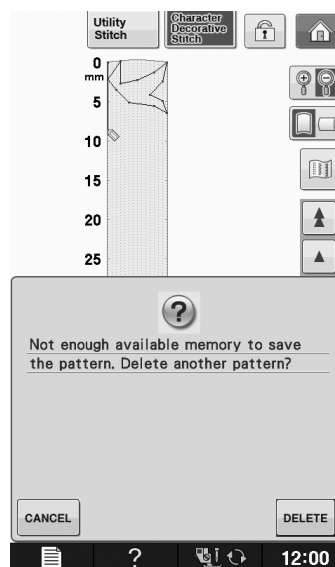 Utility
Stitch
Character
Decorative
Stitch
0
mm
5
10
15
20
25
?
Not enough available memory to save
the pattern. Delete another pattern?
CANCEL
DELETE
?
12:00